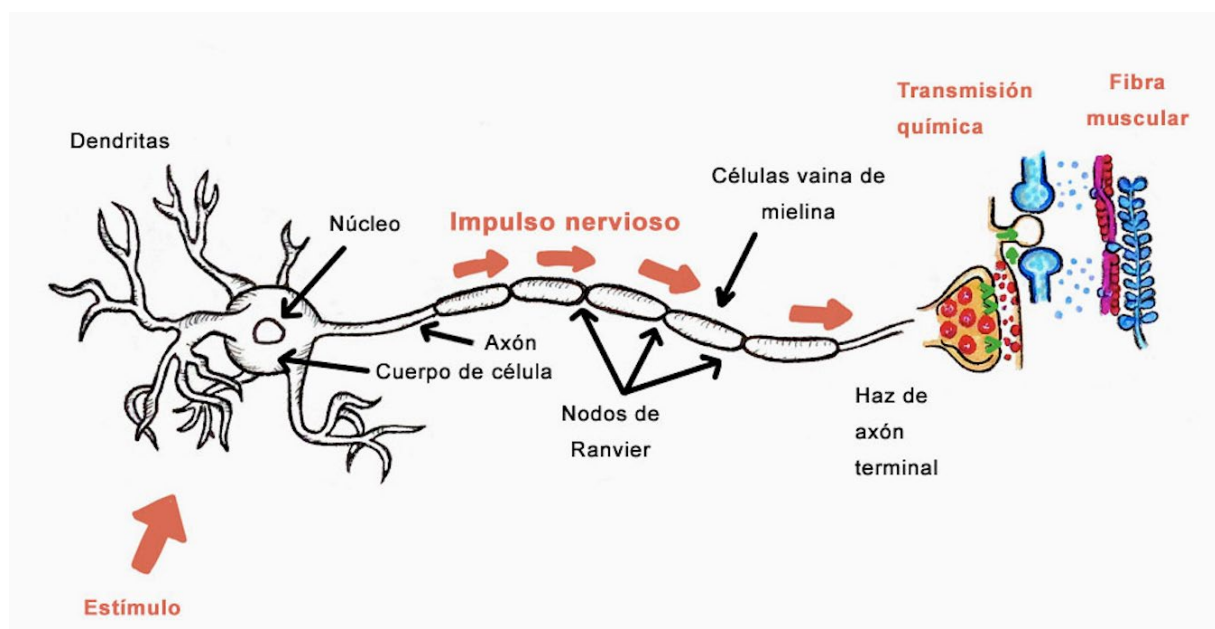 Transmisión
química
Fibra
muscular
Dendritas
Células vaina de
mielina
Núcleo
Impulso nervioso
Axón
Cuerpo de célula
Nodos de
Ranvier
Haz de
axón
terminal
Estímulo